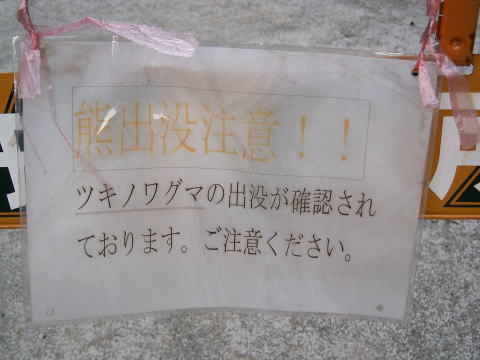 熊出没注意！！
ツキノワグマの出没が確認され
ております。ご注意ください。